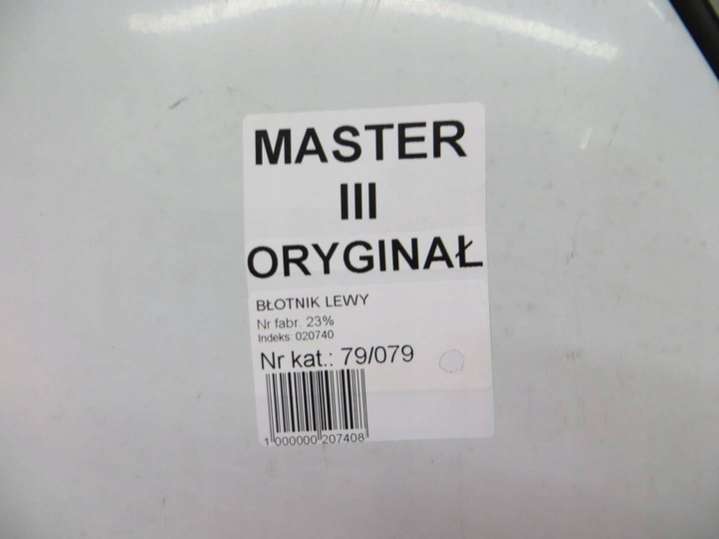 MASTER
III
ORYGINAŁ
BŁOTNIK LEWY
Nr fabr. 23%
Indeks: 020740
Nr kat.: 79/079
1 000000 207408